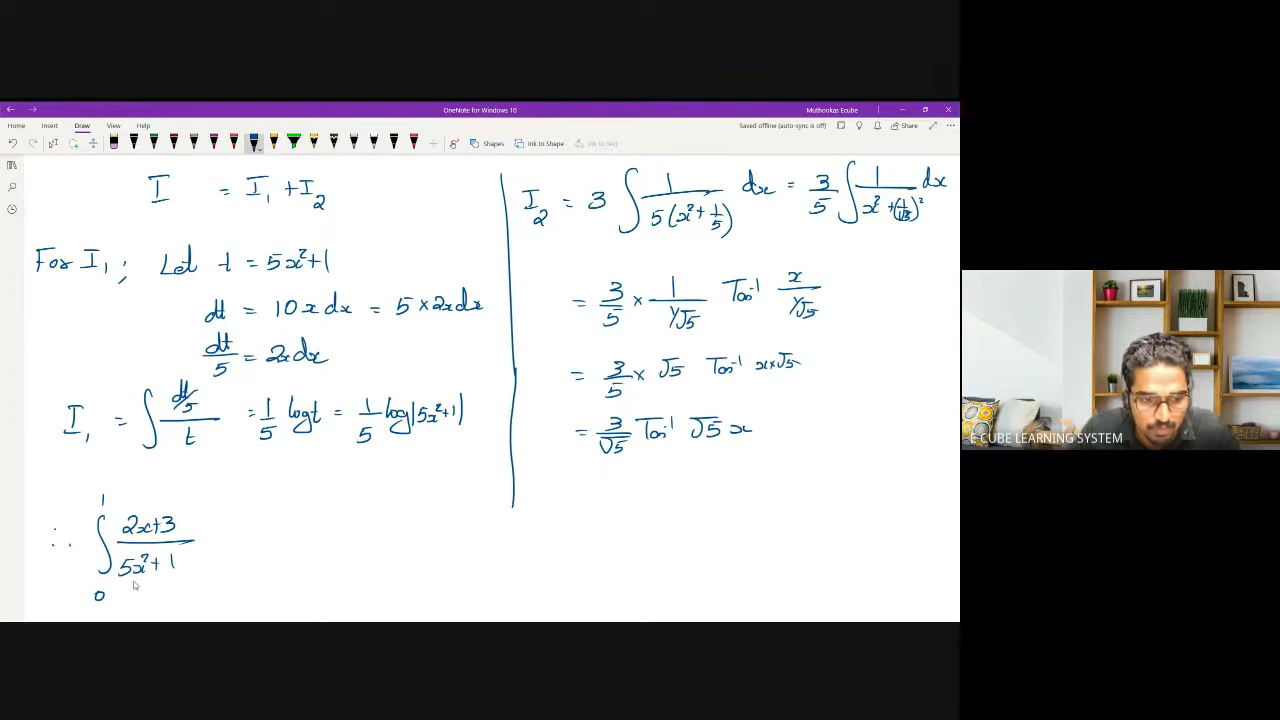 OneNote for Windows 10
Muthookas Ecube
Home Insert Draw View Help
Saved offline (auto-sync is off)
Share
Shapes
Ink to Shape
Ink to Text
I = I₁ + I₂
For I₁ ; Let t = 5x²+1
dt = 10x dx = 5 × 2x dx
dt/5 = 2x dx
I₁ = ∫ (dt/5)/t = 1/5 log t = 1/5 log|5x²+1|
∴ ∫₀¹ (2x+3)/(5x²+1)
I₂ = 3 ∫ 1/(5(x²+1/5)) dx = 3/5 ∫ 1/(x²+(1/√5)²) dx
= 3/5 × 1/(1/√5) Tan⁻¹ x/(1/√5)
= 3/5 × √5 Tan⁻¹ x×√5
= 3/√5 Tan⁻¹ √5 x
E CUBE LEARNING SYSTEM